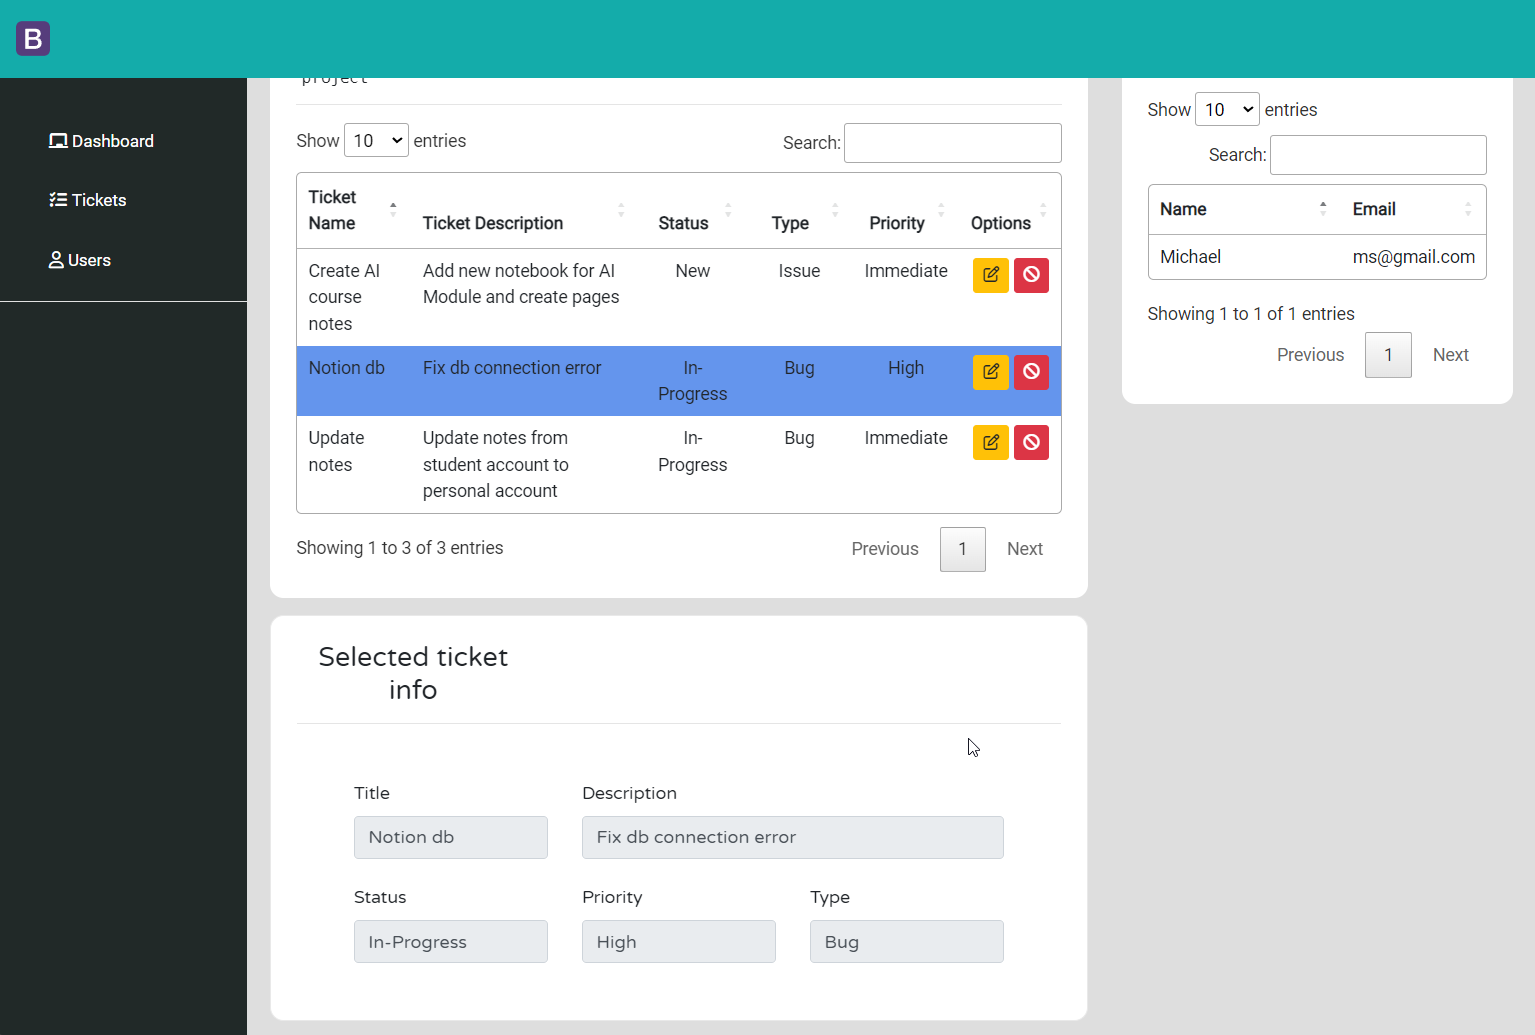 B
Dashboard
Tickets
Users
project
Show 10 entries
Search:
Ticket Name
Ticket Description
Status
Type
Priority
Options
Create AI course notes
Add new notebook for AI Module and create pages
New
Issue
Immediate
Notion db
Fix db connection error
In-Progress
Bug
High
Update notes
Update notes from student account to personal account
In-Progress
Bug
Immediate
Showing 1 to 3 of 3 entries
Previous 1 Next
Show 10 entries
Search:
Name Email
Michael ms@gmail.com
Showing 1 to 1 of 1 entries
Previous 1 Next
Selected ticket
info
Title Description
Notion db Fix db connection error
Status Priority Type
In-Progress High Bug